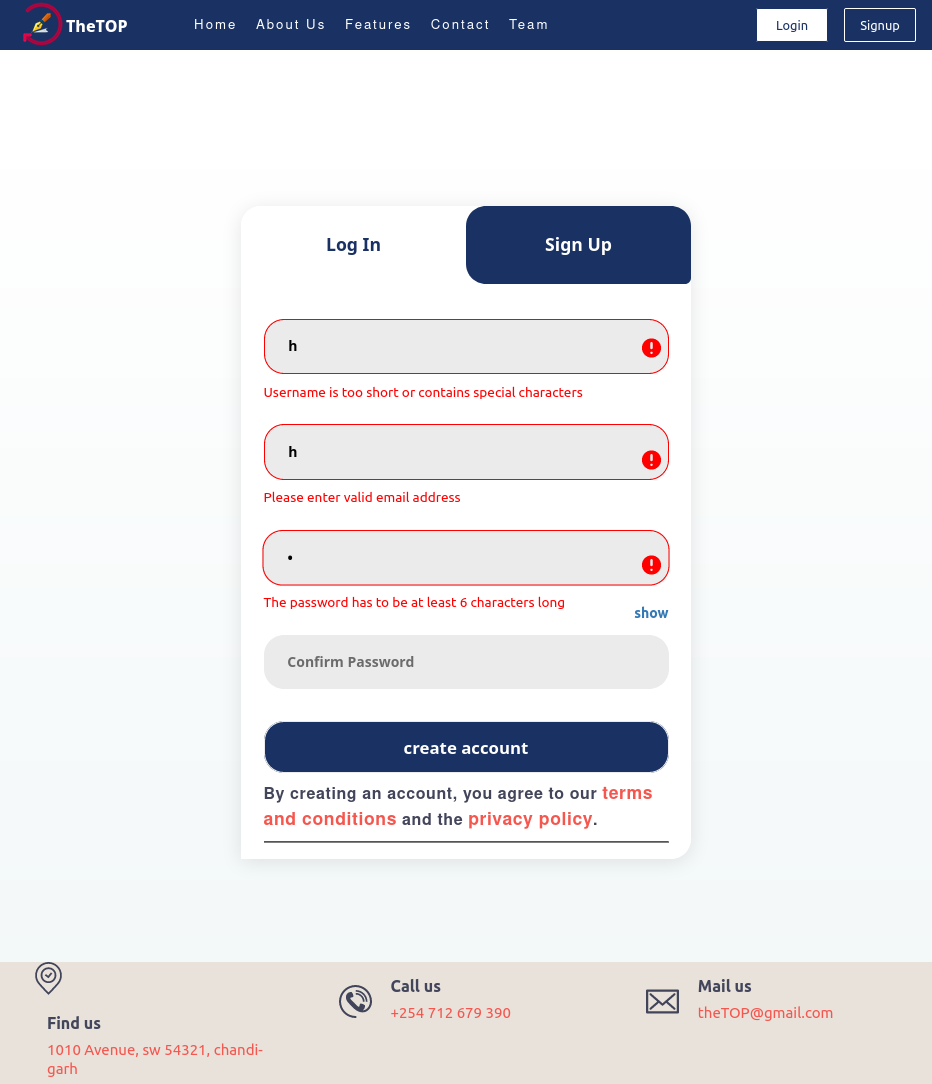 TheTOP
Home About Us Features Contact Team
Login
Signup
Log In
Sign Up
h
Username is too short or contains special characters
h
Please enter valid email address
•
The password has to be at least 6 characters long
show
Confirm Password
create account
By creating an account, you agree to our terms
and conditions and the privacy policy.
Find us
1010 Avenue, sw 54321, chandi-
garh
Call us
+254 712 679 390
Mail us
theTOP@gmail.com